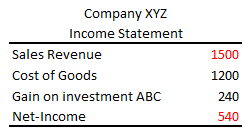 Company XYZ
Income Statement
Sales Revenue 1500
Cost of Goods 1200
Gain on investment ABC 240
Net-Income 540